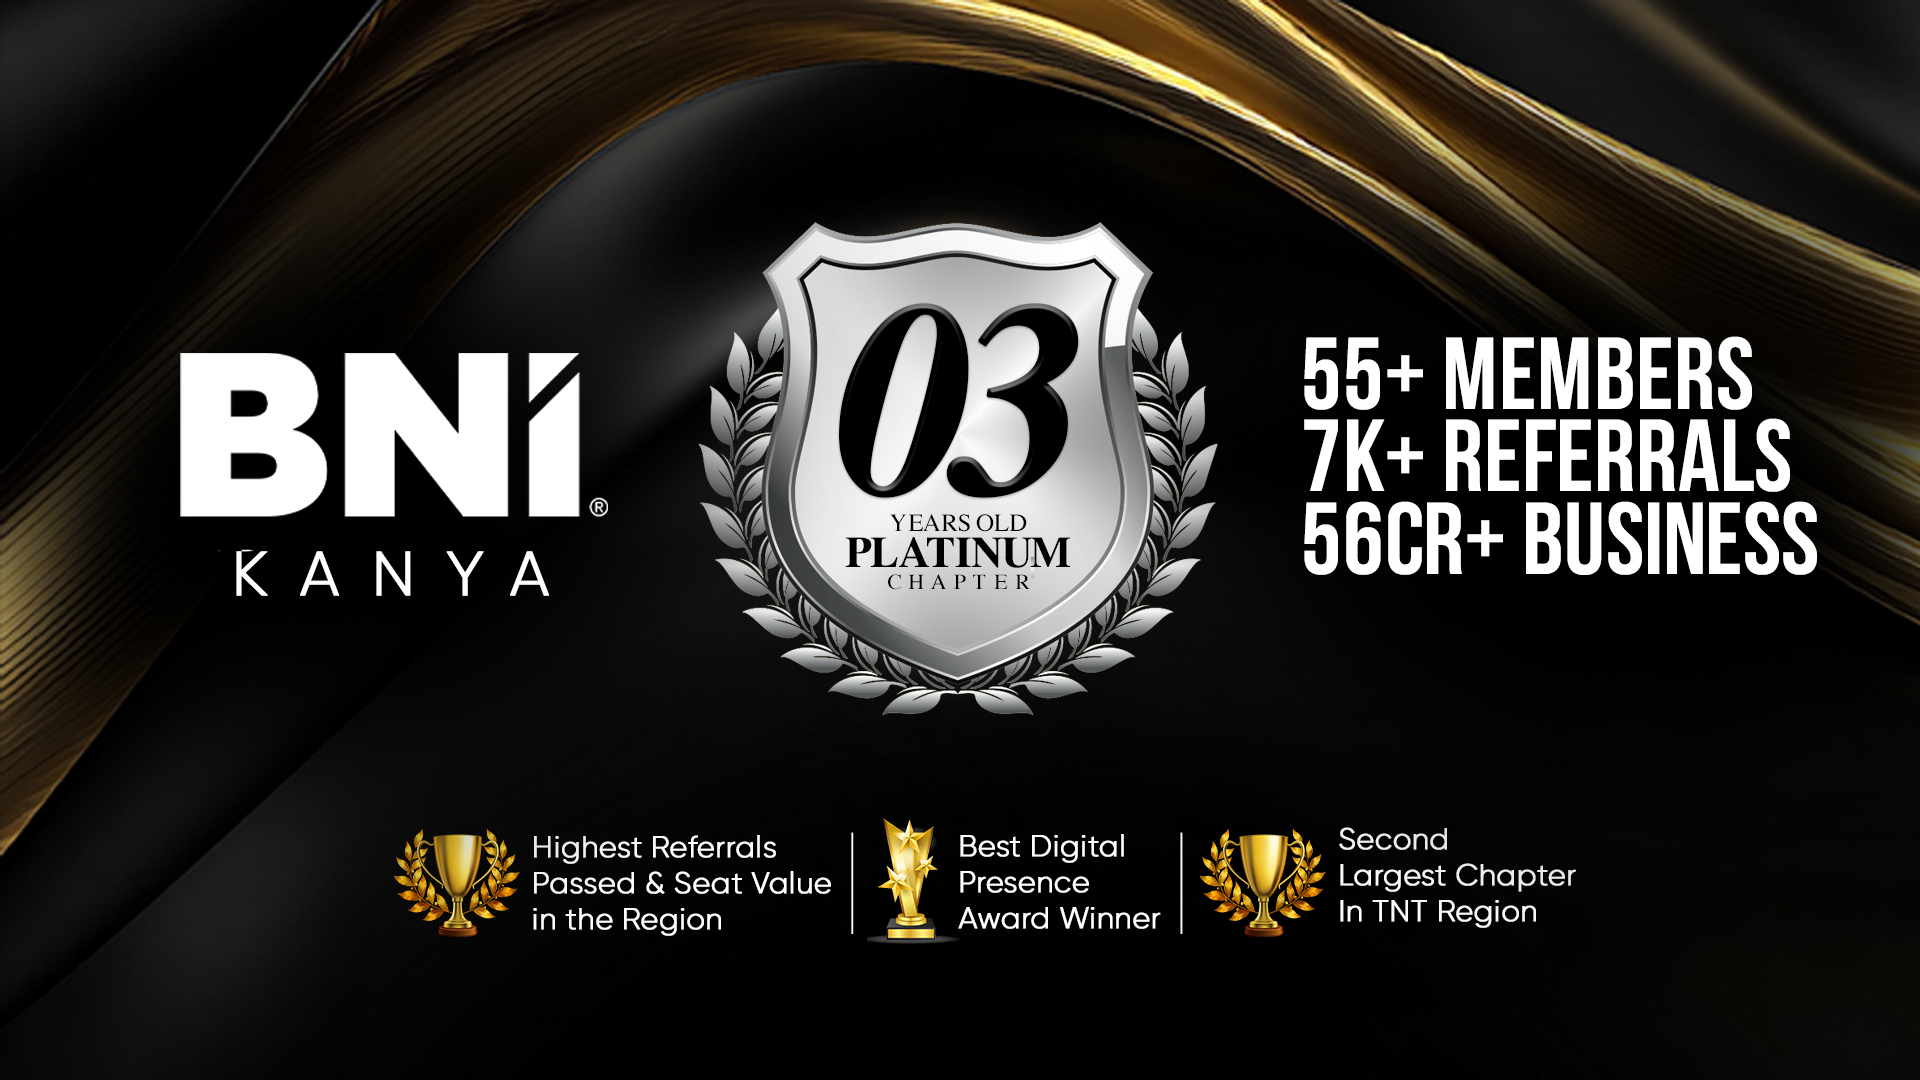 BNI®
KANYA
03
YEARS OLD
PLATINUM
CHAPTER
55+ MEMBERS
7K+ REFERRALS
56CR+ BUSINESS
Highest Referrals
Passed & Seat Value
in the Region
Best Digital
Presence
Award Winner
Second
Largest Chapter
In TNT Region